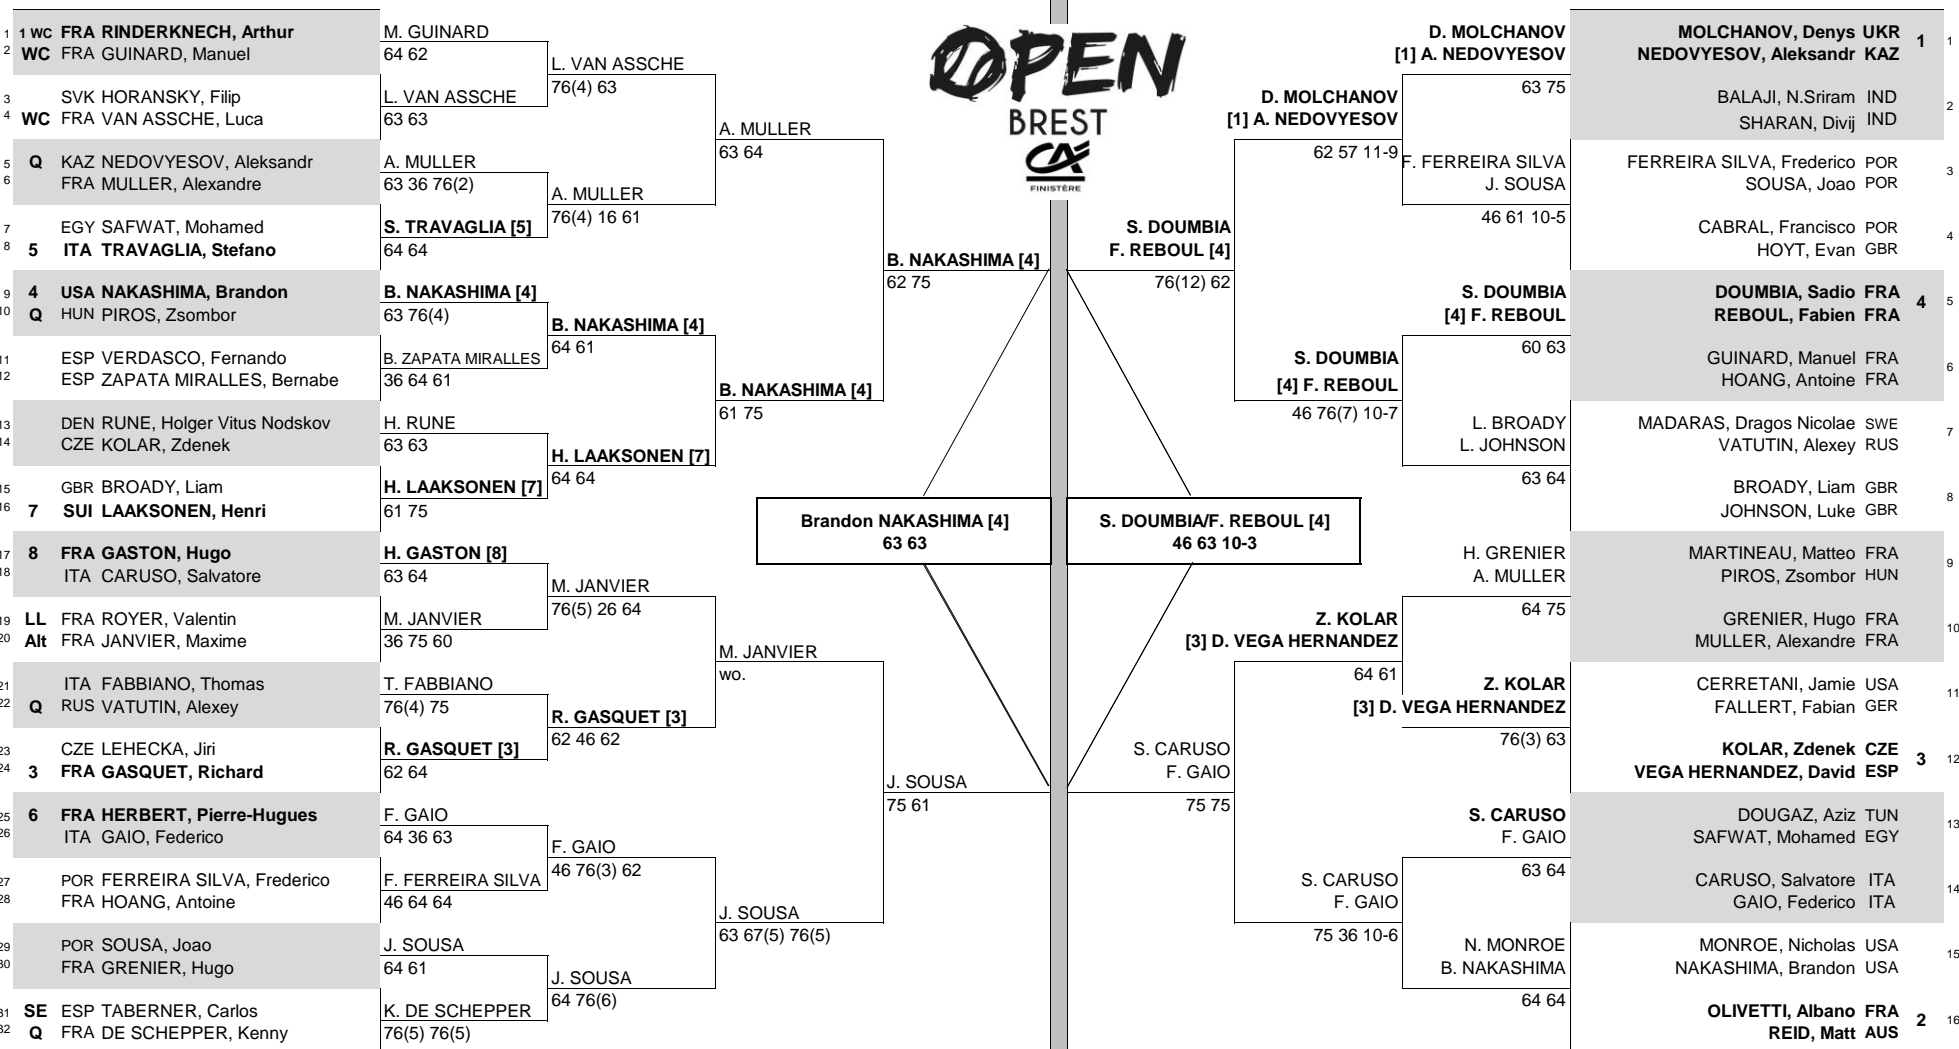 OPEN
BREST
CA
FINISTÈRE
1 1 WC FRA RINDERKNECH, Arthur
2 WC FRA GUINARD, Manuel
3 SVK HORANSKY, Filip
4 WC FRA VAN ASSCHE, Luca
5 Q KAZ NEDOVYESOV, Aleksandr
6 FRA MULLER, Alexandre
7 EGY SAFWAT, Mohamed
8 5 ITA TRAVAGLIA, Stefano
9 4 USA NAKASHIMA, Brandon
10 Q HUN PIROS, Zsombor
11 ESP VERDASCO, Fernando
12 ESP ZAPATA MIRALLES, Bernabe
13 DEN RUNE, Holger Vitus Nodskov
14 CZE KOLAR, Zdenek
15 GBR BROADY, Liam
16 7 SUI LAAKSONEN, Henri
17 8 FRA GASTON, Hugo
18 ITA CARUSO, Salvatore
19 LL FRA ROYER, Valentin
20 Alt FRA JANVIER, Maxime
21 ITA FABBIANO, Thomas
22 Q RUS VATUTIN, Alexey
23 CZE LEHECKA, Jiri
24 3 FRA GASQUET, Richard
25 6 FRA HERBERT, Pierre-Hugues
26 ITA GAIO, Federico
27 POR FERREIRA SILVA, Frederico
28 FRA HOANG, Antoine
29 POR SOUSA, Joao
30 FRA GRENIER, Hugo
31 SE ESP TABERNER, Carlos
32 Q FRA DE SCHEPPER, Kenny
M. GUINARD
64 62
L. VAN ASSCHE
63 63
A. MULLER
63 36 76(2)
S. TRAVAGLIA [5]
64 64
B. NAKASHIMA [4]
63 76(4)
B. ZAPATA MIRALLES
36 64 61
H. RUNE
63 63
H. LAAKSONEN [7]
61 75
H. GASTON [8]
63 64
M. JANVIER
36 75 60
T. FABBIANO
76(4) 75
R. GASQUET [3]
62 64
F. GAIO
64 36 63
F. FERREIRA SILVA
46 64 64
J. SOUSA
64 61
K. DE SCHEPPER
76(5) 76(5)
L. VAN ASSCHE
76(4) 63
A. MULLER
76(4) 16 61
B. NAKASHIMA [4]
64 61
H. LAAKSONEN [7]
64 64
M. JANVIER
76(5) 26 64
R. GASQUET [3]
62 46 62
F. GAIO
46 76(3) 62
J. SOUSA
64 76(6)
A. MULLER
63 64
B. NAKASHIMA [4]
61 75
M. JANVIER
wo.
J. SOUSA
63 67(5) 76(5)
B. NAKASHIMA [4]
62 75
J. SOUSA
75 61
Brandon NAKASHIMA [4]
63 63
S. DOUMBIA/F. REBOUL [4]
46 63 10-3
S. DOUMBIA
F. REBOUL [4]
76(12) 62
S. CARUSO
F. GAIO
75 75
D. MOLCHANOV
[1] A. NEDOVYESOV
62 57 11-9
S. DOUMBIA
[4] F. REBOUL
46 76(7) 10-7
Z. KOLAR
[3] D. VEGA HERNANDEZ
64 61
S. CARUSO
F. GAIO
75 36 10-6
D. MOLCHANOV
[1] A. NEDOVYESOV
63 75
F. FERREIRA SILVA
J. SOUSA
46 61 10-5
S. DOUMBIA
[4] F. REBOUL
60 63
L. BROADY
L. JOHNSON
63 64
H. GRENIER
A. MULLER
64 75
Z. KOLAR
[3] D. VEGA HERNANDEZ
76(3) 63
S. CARUSO
F. GAIO
63 64
N. MONROE
B. NAKASHIMA
64 64
MOLCHANOV, Denys UKR 1 1
NEDOVYESOV, Aleksandr KAZ
BALAJI, N.Sriram IND 2
SHARAN, Divij IND
FERREIRA SILVA, Frederico POR 3
SOUSA, Joao POR
CABRAL, Francisco POR 4
HOYT, Evan GBR
DOUMBIA, Sadio FRA 4 5
REBOUL, Fabien FRA
GUINARD, Manuel FRA 6
HOANG, Antoine FRA
MADARAS, Dragos Nicolae SWE 7
VATUTIN, Alexey RUS
BROADY, Liam GBR 8
JOHNSON, Luke GBR
MARTINEAU, Matteo FRA 9
PIROS, Zsombor HUN
GRENIER, Hugo FRA 10
MULLER, Alexandre FRA
CERRETANI, Jamie USA 11
FALLERT, Fabian GER
KOLAR, Zdenek CZE 3 12
VEGA HERNANDEZ, David ESP
DOUGAZ, Aziz TUN 13
SAFWAT, Mohamed EGY
CARUSO, Salvatore ITA 14
GAIO, Federico ITA
MONROE, Nicholas USA 15
NAKASHIMA, Brandon USA
OLIVETTI, Albano FRA 2 16
REID, Matt AUS